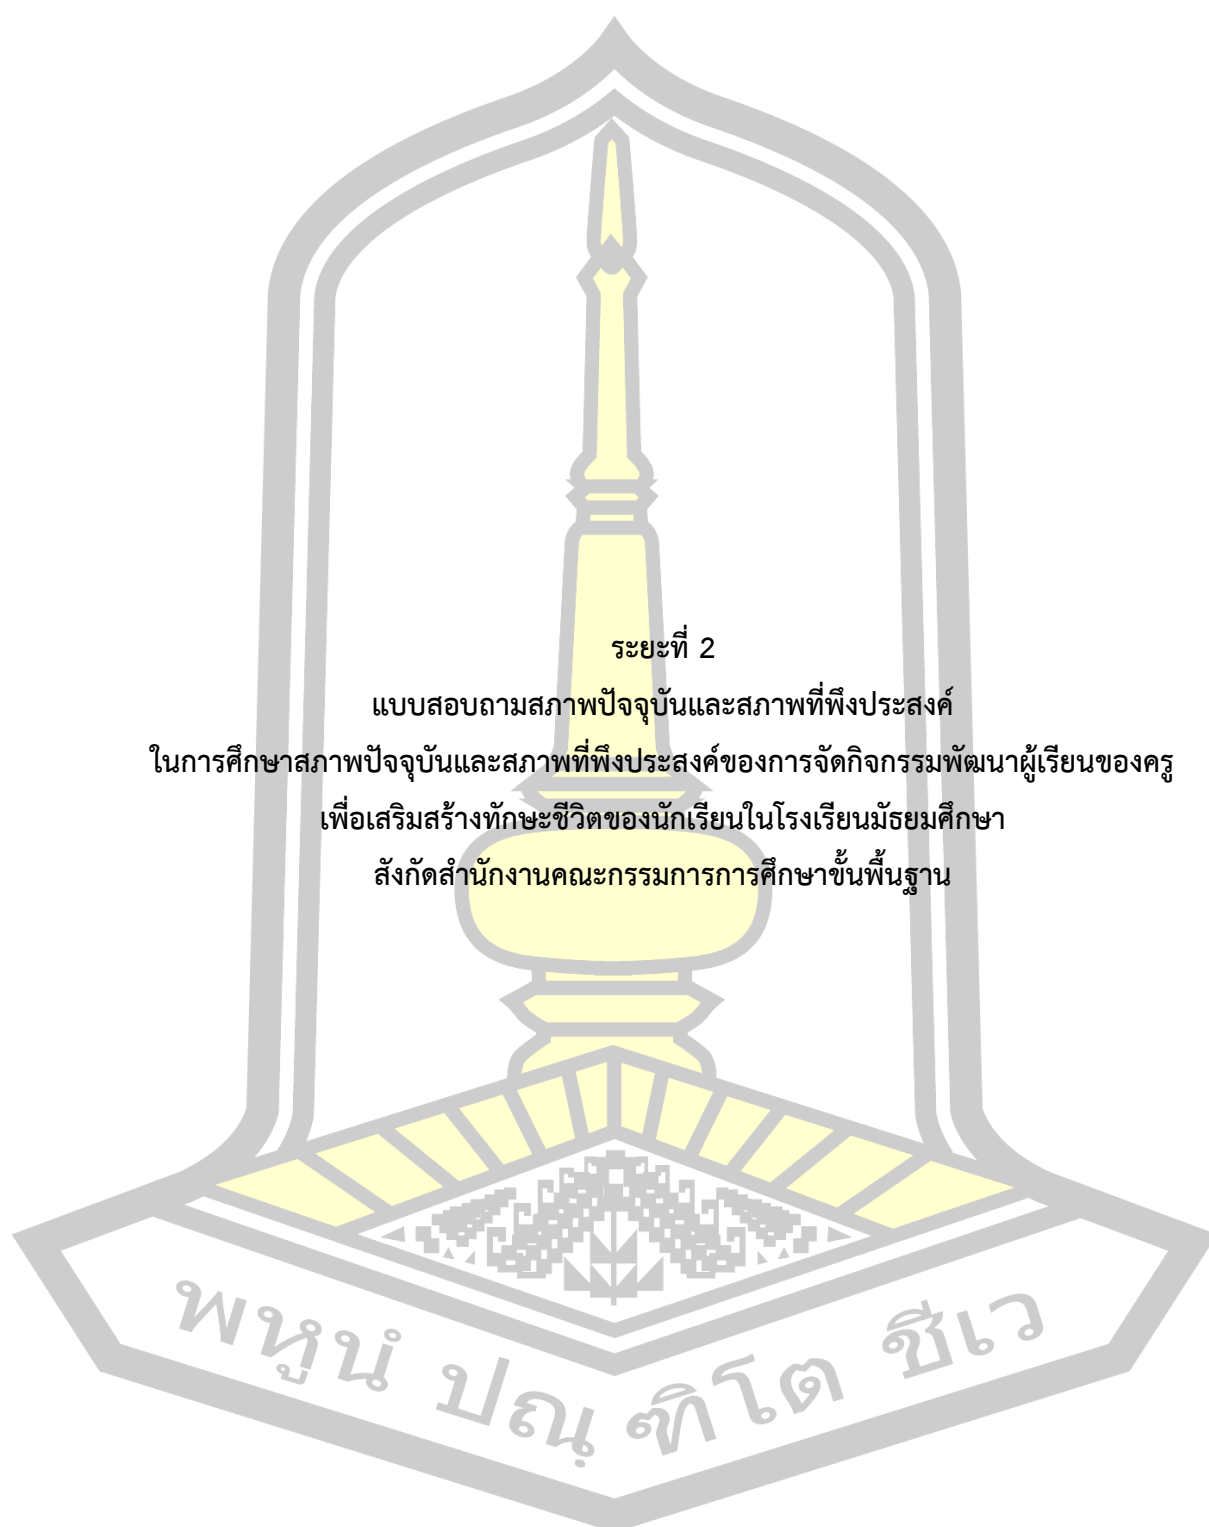 ระยะที่ 2
แบบสอบถามสภาพปัจจุบันและสภาพที่พึงประสงค์
ในการศึกษาสภาพปัจจุบันและสภาพที่พึงประสงค์ของการจัดกิจกรรมพัฒนาผู้เรียนของครู
เพื่อเสริมสร้างทักษะชีวิตของนักเรียนในโรงเรียนมัธยมศึกษา
สังกัดสำนักงานคณะกรรมการการศึกษาขั้นพื้นฐาน
พหูนํ ปณฺฑิโต ชีเว